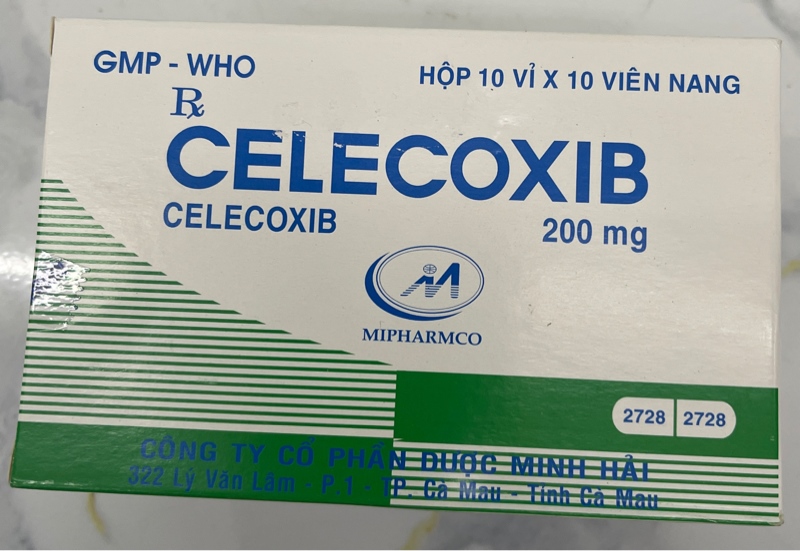 GMP - WHO
HỘP 10 VỈ X 10 VIÊN NANG
Rx
CELECOXIB
CELECOXIB
200 mg
MIPHARMCO
2728 2728
CÔNG TY CỔ PHẦN DƯỢC MINH HẢI
322 Lý Văn Lâm - P.1 - TP. Cà Mau - Tỉnh Cà Mau